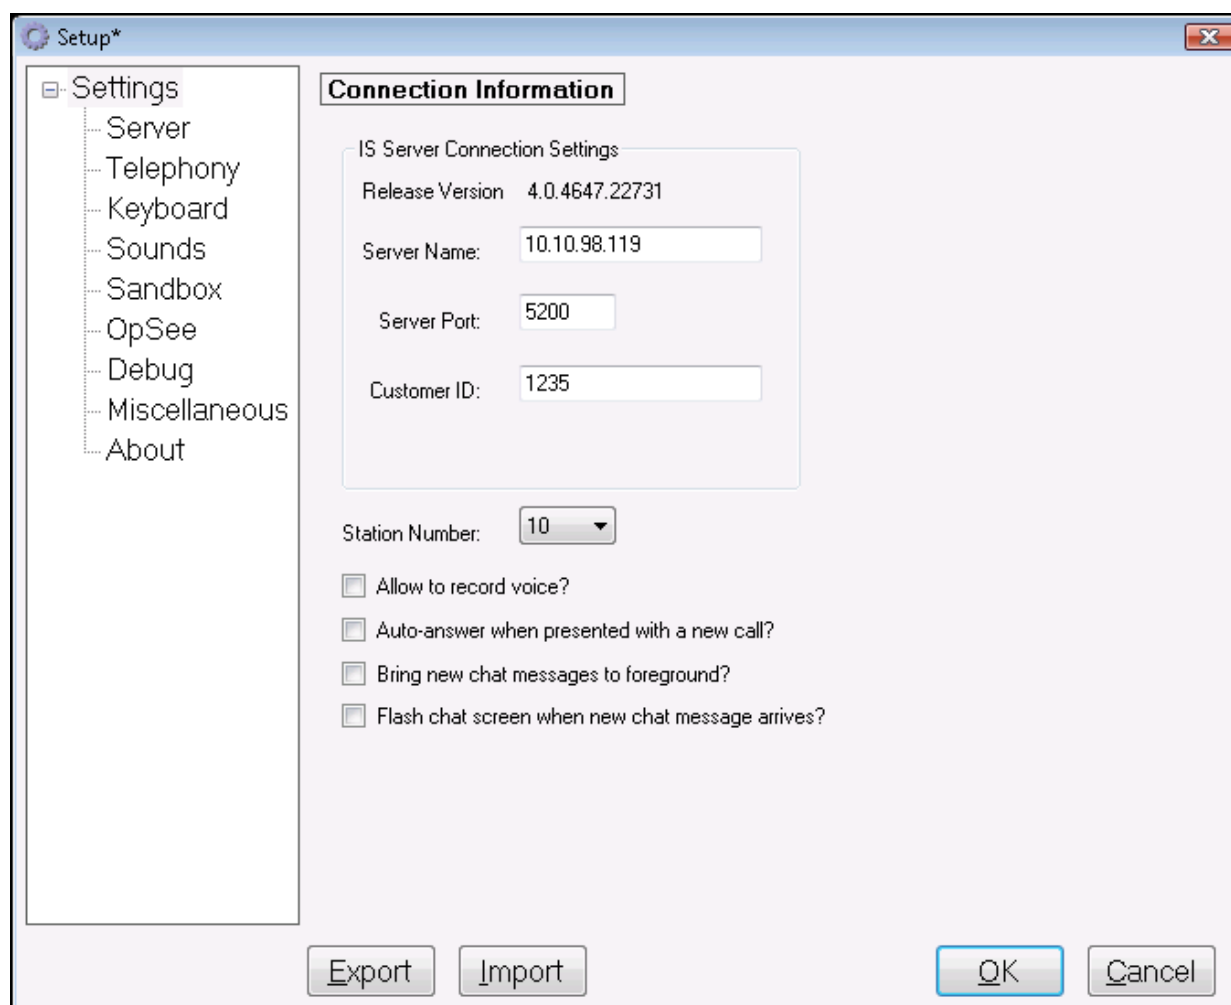 Setup*
Settings
Server
Telephony
Keyboard
Sounds
Sandbox
OpSee
Debug
Miscellaneous
About
Connection Information
IS Server Connection Settings
Release Version 4.0.4647.22731
Server Name: 10.10.98.119
Server Port: 5200
Customer ID: 1235
Station Number: 10
Allow to record voice?
Auto-answer when presented with a new call?
Bring new chat messages to foreground?
Flash chat screen when new chat message arrives?
Export Import OK Cancel